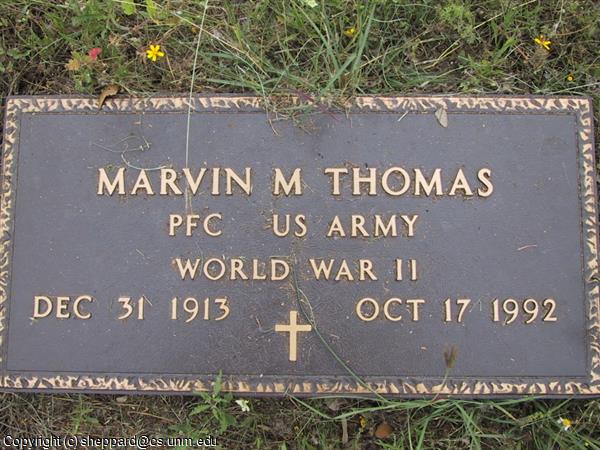 MARVIN M THOMAS
PFC US ARMY
WORLD WAR II
DEC 31 1913 OCT 17 1992
Copyright (c) sheppard@cs.unm.edu